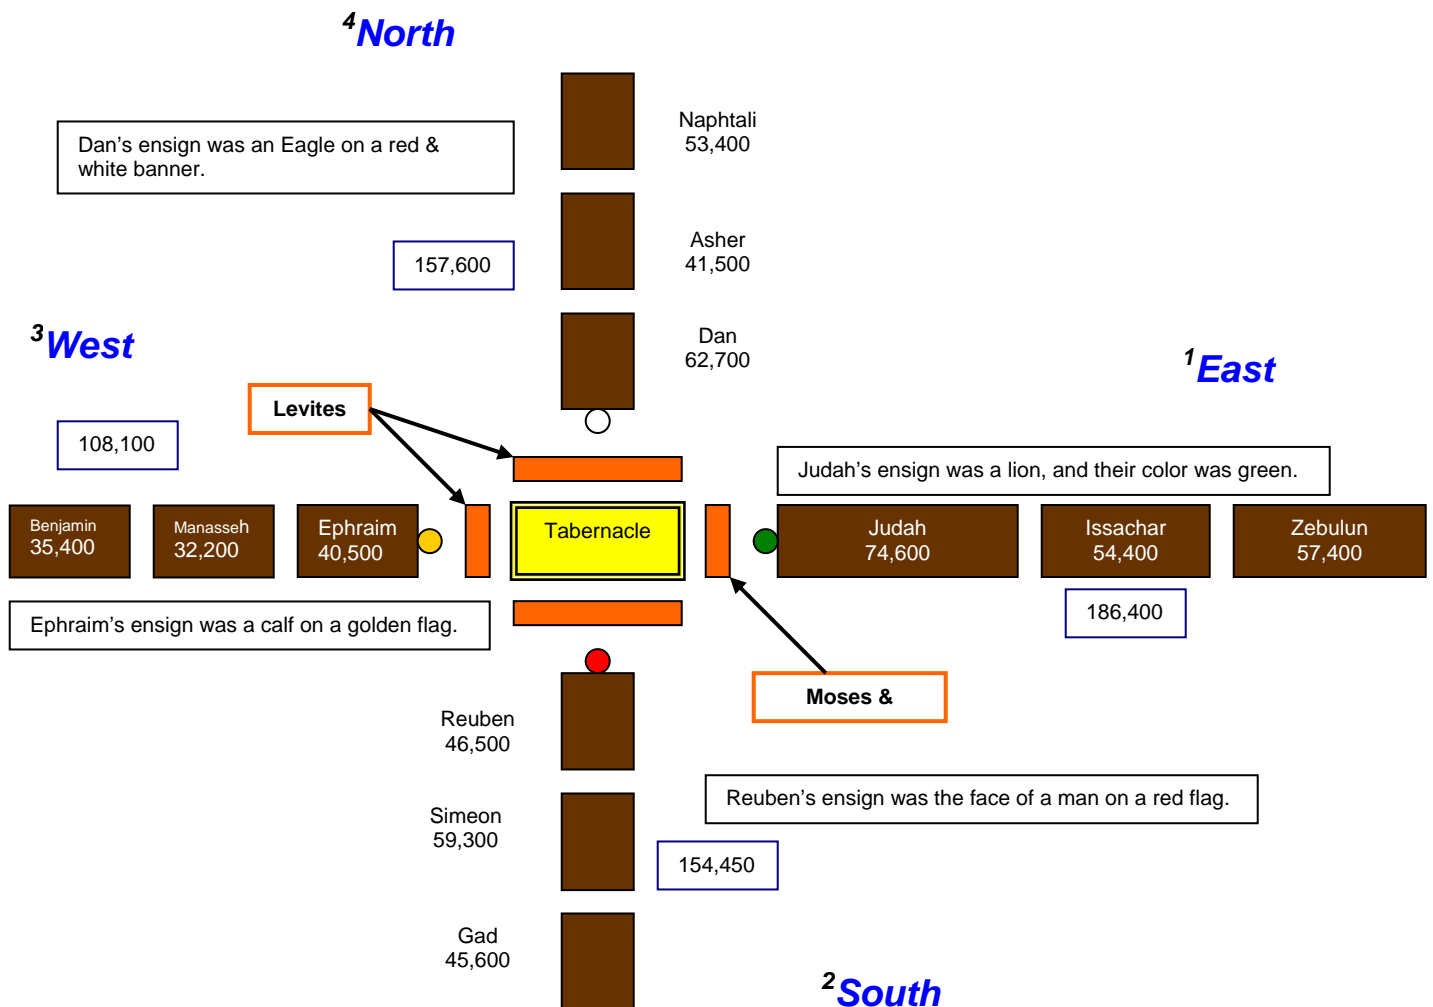 4North
Naphtali
53,400
Dan's ensign was an Eagle on a red &
white banner.
Asher
41,500
157,600
3West
Dan
62,700
1East
Levites
108,100
Judah's ensign was a lion, and their color was green.
Benjamin
35,400
Manasseh
32,200
Ephraim
40,500
Tabernacle
Judah
74,600
Issachar
54,400
Zebulun
57,400
Ephraim's ensign was a calf on a golden flag.
186,400
Moses &
Reuben
46,500
Reuben's ensign was the face of a man on a red flag.
Simeon
59,300
154,450
Gad
45,600
2South